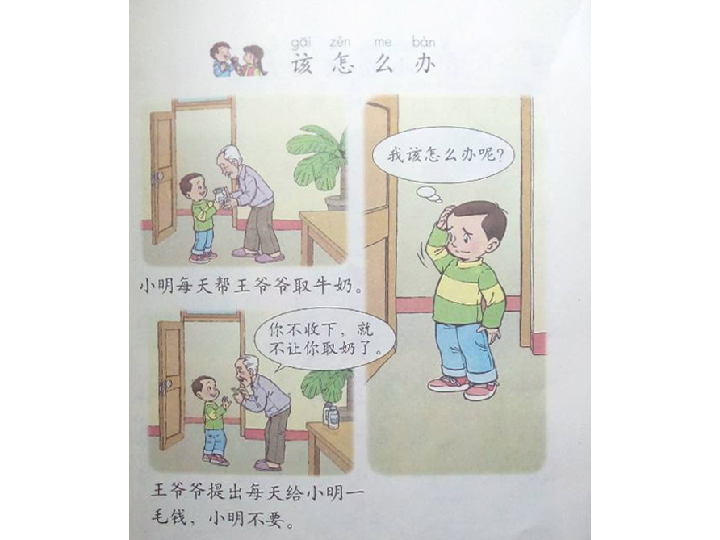 gāi zěn me bàn
该怎么办
小明每天帮王爷爷取牛奶。
你不收下，就
不让你取奶了。
王爷爷提出每天给小明一
毛钱，小明不要。
我该怎么办呢?